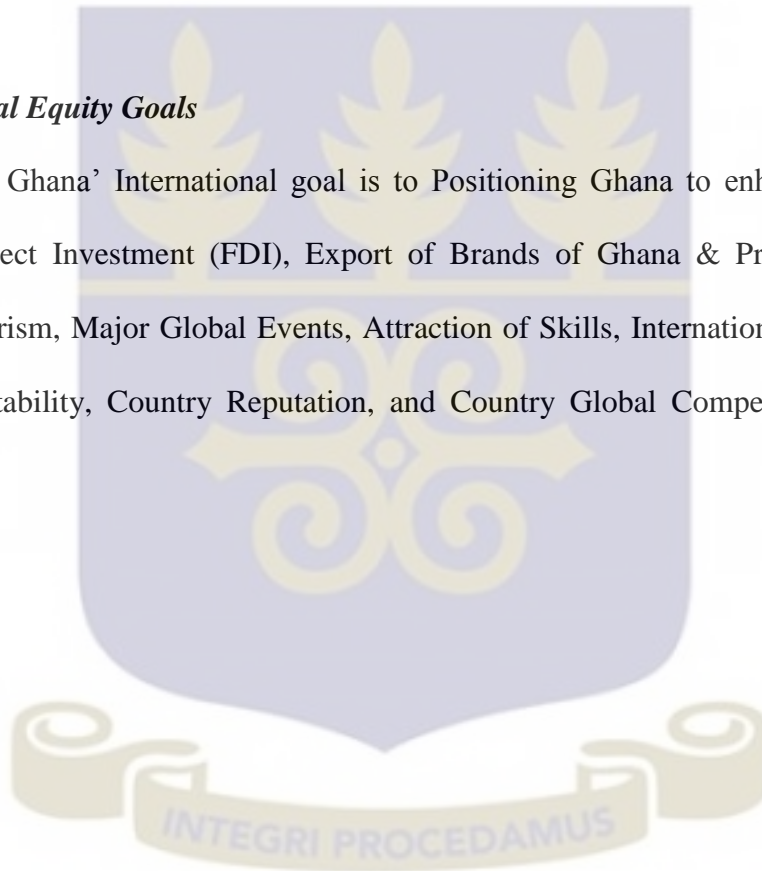 al Equity Goals
Ghana’ International goal is to Positioning Ghana to enh
ect Investment (FDI), Export of Brands of Ghana & Pr
rism, Major Global Events, Attraction of Skills, Internation
tability, Country Reputation, and Country Global Compe
INTEGRI PROCEDAMUS